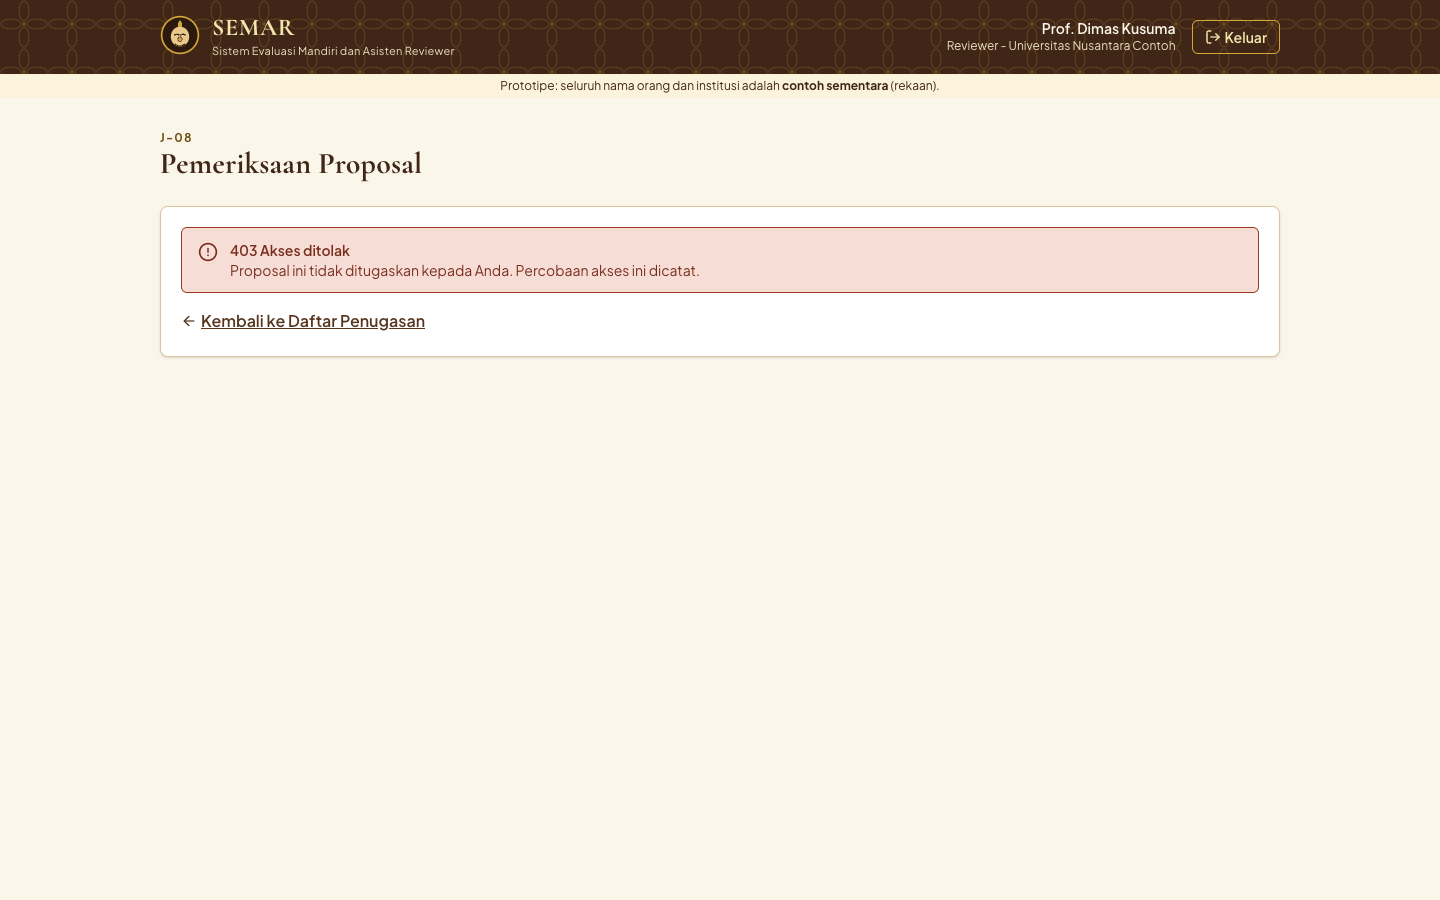 SEMAR
Sistem Evaluasi Mandiri dan Asisten Reviewer
Prof. Dimas Kusuma
Reviewer - Universitas Nusantara Contoh
Keluar
Prototipe: seluruh nama orang dan institusi adalah contoh sementara (rekaan).
J-08
Pemeriksaan Proposal
403 Akses ditolak
Proposal ini tidak ditugaskan kepada Anda. Percobaan akses ini dicatat.
Kembali ke Daftar Penugasan